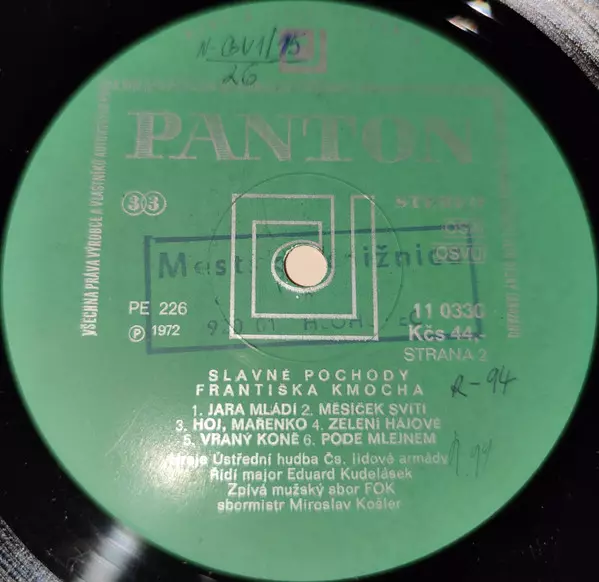 N-GV1/15
26
PANTON
VŠECHNA PRÁVA VÝROBCE A VLASTNÍKŮ
33
STEREO
OSA
OSVU
PE 226
℗ 1972
11 0330
Kčs 44,-
STRANA 2
SLAVNÉ POCHODY
FRANTIŠKA KMOCHA
R-94
1. JARA MLÁDÍ 2. MĚSÍČEK SVÍTÍ
3. HOJ, MAŘENKO 4. ZELENÍ HÁJOVÉ
5. VRANÝ KONĚ 6. PODE MLEJNEM
Hraje Ústřední hudba Čs. lidové armády
Řídí major Eduard Kudelásek
Zpívá mužský sbor FOK
sbormistr Miroslav Košler